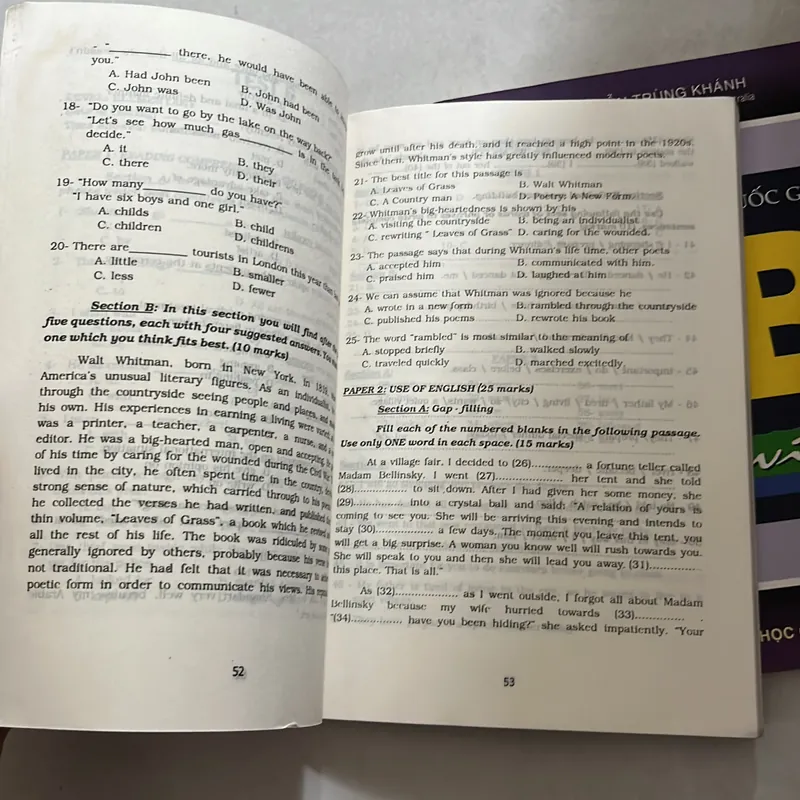 - "__________ there, he would have been able to
you."
A. Had John been
B. John had been
C. John was
D. Was John
18- "Do you want to go by the lake on the way back?"
"Let's see how much gas________ is in the
decide."
A. it
B. they
C. there
D. their
19- "How many_________ do you have?"
"I have six boys and one girl."
A. childs
B. child
C. children
D. childrens
20- There are_________ tourists in London this year than
A. little
B. smaller
C. less
D. fewer
Section B: In this section you will find after
five questions, each with four suggested answers. You
one which you think fits best. (10 marks)
Walt Whitman, born in New York, in 1819,
America's unusual literary figures. As an individualist,
through the countryside seeing people and places, and
his own. His experiences in earning a living were varied,
was a printer, a teacher, a carpenter, a nurse, and a
editor. He was a big-hearted man, open and accepting.
of his time by caring for the wounded during the Civil
lived in the city, he often spent time in the country,
strong sense of nature, which carried through to his
he collected the verses he had written, and published
thin volume, "Leaves of Grass", a book which he revised
all the rest of his life. The book was ridiculed by some
generally ignored by others, probably because his verse
not traditional. He had felt that it was necessary to
poetic form in order to communicate his views. His
52
grow until after his death, and it reached a high point in the 1920s.
Since then, Whitman's style has greatly influenced modern poets.
21- The best title for this passage is
A. Leaves of Grass
B. Walt Whitman
C. A Country man
D. Poetry: A New Form.
22- Whitman's big-heartedness is shown by his
A. visiting the countryside
B. being an individualist
C. rewriting " Leaves of Grass"
D. caring for the wounded.
23- The passage says that during Whitman's life time, other poets
A. accepted him
B. communicated with him.
C. praised him
D. laughed at him
24- We can assume that Whitman was ignored because he
A. wrote in a new form
B. rambled through the countryside
C. published his poems
D. rewrote his book
25- The word "rambled" is most similar to the meaning of
A. stopped briefly
B. walked slowly
C. traveled quickly
D. marched excitedly
PAPER 2: USE OF ENGLISH (25 marks)
Section A: Gap - filling
Fill each of the numbered blanks in the following passage.
Use only ONE word in each space. (15 marks)
At a village fair, I decided to (26)............... a fortune teller called
Madam Bellinsky. I went (27).................... her tent and she told
(28)................ to sit down. After I had given her some money, she
(29)............... into a crystal ball and said: "A relation of yours is
coming to see you. She will be arriving this evening and intends to
stay (30)............... a few days. The moment you leave this tent, you
will get a big surprise. A woman you know well will rush towards you.
She will speak to you and then she will lead you away. (31)...............
this place. That is all."
As (32)................ as I went outside, I forgot all about Madam
Bellinsky because my wife hurried towards (33)............... .
"(34)................ have you been hiding?" she asked impatiently. "Your
53
TRÙNG KHÁNH
UỐC G
B
HỌC